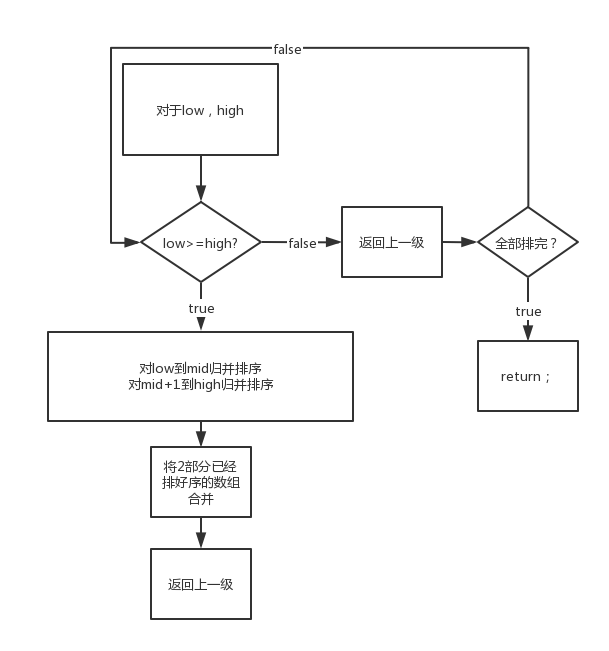 false
对于low，high
low>=high?
false
返回上一级
全部排完？
true
true
对low到mid归并排序
对mid+1到high归并排序
return；
将2部分已经
排好序的数组
合并
返回上一级